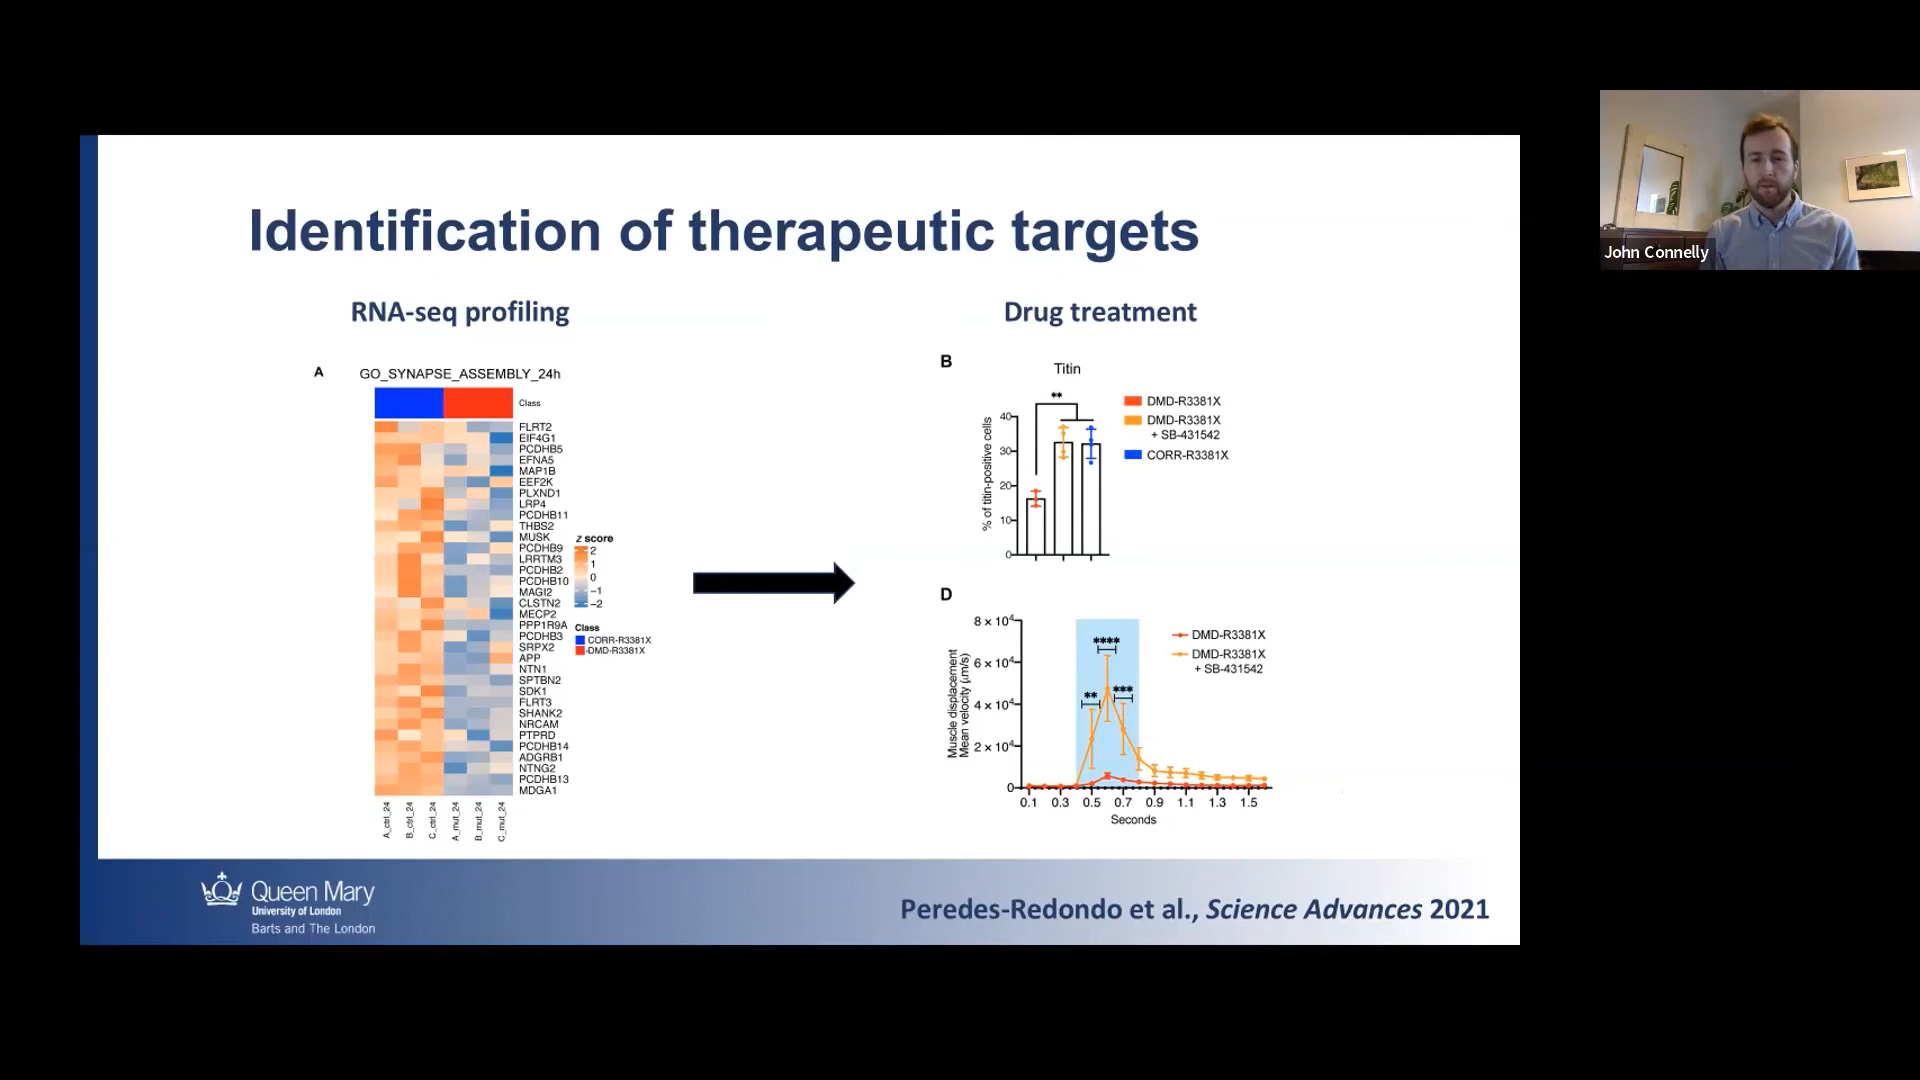 Identification of therapeutic targets
RNA-seq profiling
A
GO_SYNAPSE_ASSEMBLY_24h
Class
FLRT2
EIF4G1
PCDHB5
EFNA5
MAP1B
EEF2K
PLXND1
LRP4
PCDHB11
THBS2
MUSK
PCDHB9
LRRTM3
PCDHB2
PCDHB10
MAGI2
CLSTN2
MECP2
PPP1R9A
PCDHB3
SRPX2
APP
NTN1
SPTBN2
SDK1
FLRT3
SHANK2
NRCAM
PTPRD
PCDHB14
ADGRB1
NTNG2
PCDHB13
MDGA1
z score
2
1
0
−1
−2
Class
CORR-R3381X
DMD-R3381X
A_ctrl_24
B_ctrl_24
C_ctrl_24
A_mut_24
B_mut_24
C_mut_24
Drug treatment
B
Titin
**
% of titin-positive cells
40
30
20
10
0
DMD-R3381X
DMD-R3381X
+ SB-431542
CORR-R3381X
D
Muscle displacement
Mean velocity (μm/s)
8 × 10⁴
6 × 10⁴
4 × 10⁴
2 × 10⁴
0
**
****
***
0.1 0.3 0.5 0.7 0.9 1.1 1.3 1.5
Seconds
DMD-R3381X
DMD-R3381X
+ SB-431542
Queen Mary
University of London
Barts and The London
Peredes-Redondo et al., Science Advances 2021
John Connelly